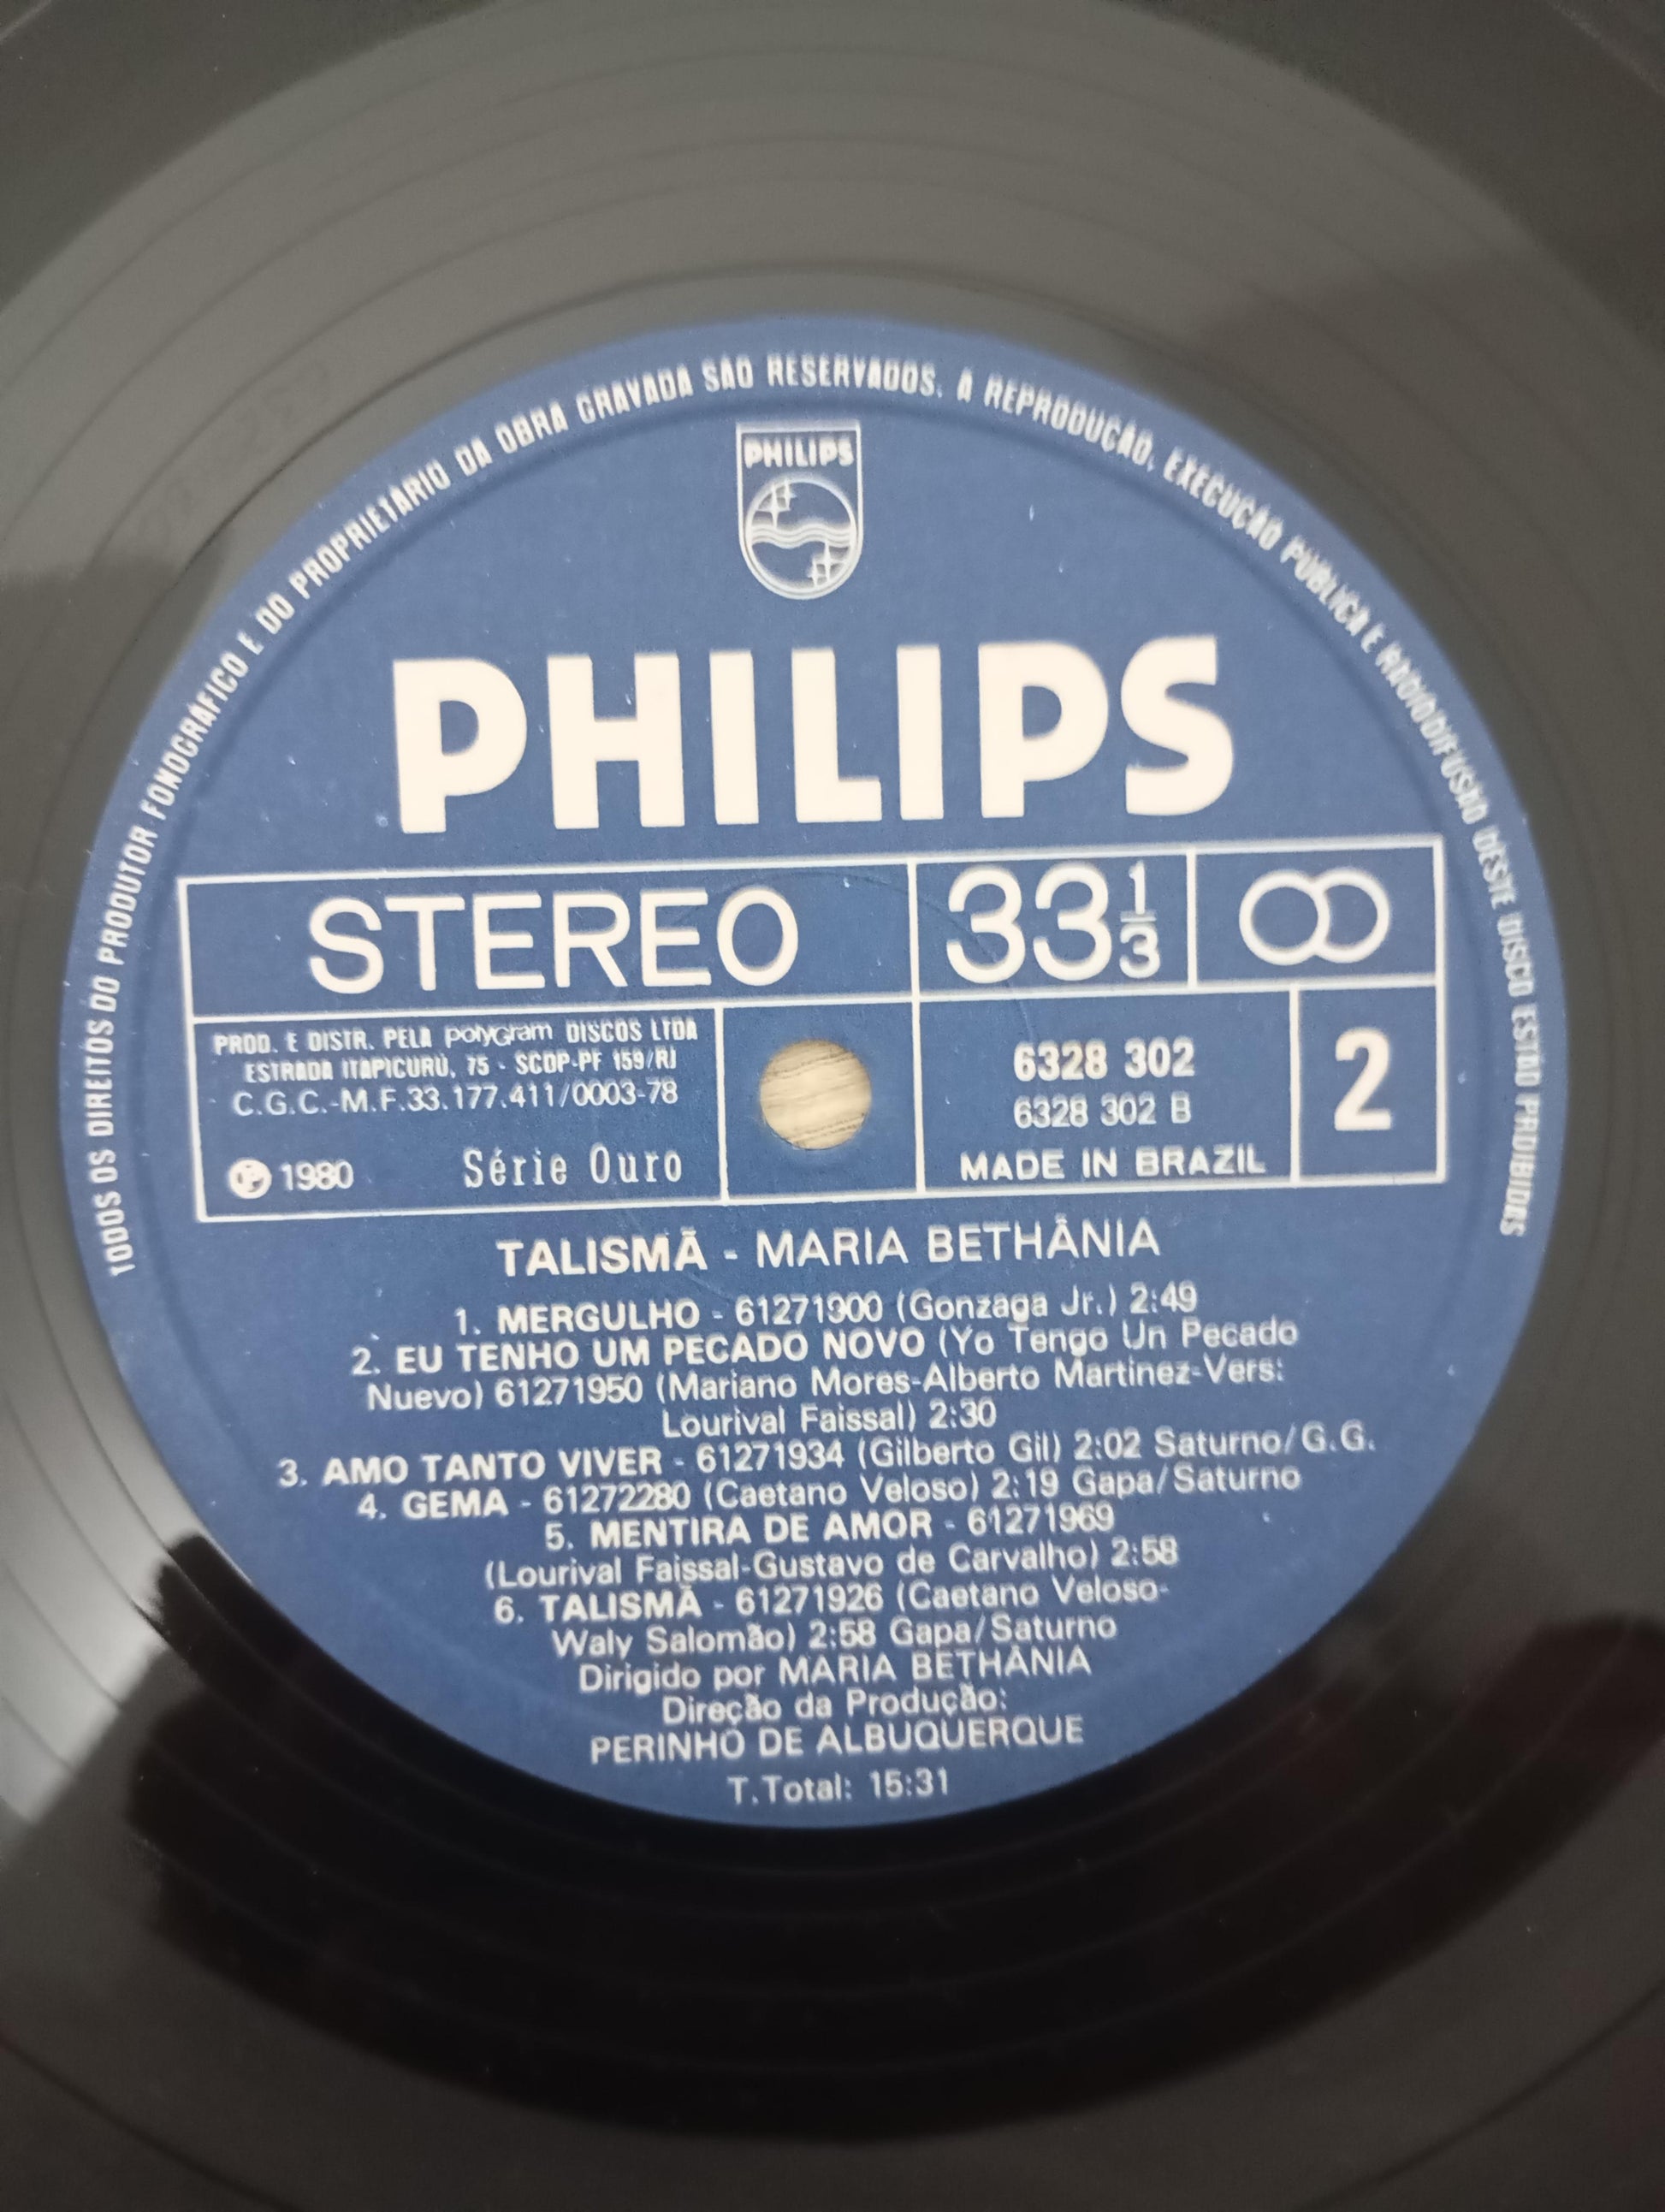 TODOS OS DIREITOS DO PRODUTOR FONOGRÁFICO E DO PROPRIETÁRIO DA OBRA GRAVADA SÃO RESERVADOS. A REPRODUÇÃO, EXECUÇÃO PÚBLICA E RADIODIFUSÃO DESTE DISCO ESTÃO PROIBIDAS
PHILIPS
PHILIPS
STEREO
33 1/3
PROD. E DISTR. PELA polyGram DISCOS LTDA
ESTRADA ITAPICURÚ, 75 - SCDP-PF 159/RJ
C.G.C.-M.F.33.177.411/0003-78
℗ 1980 Série Ouro
6328 302
6328 302 B
MADE IN BRAZIL
2
TALISMÃ - MARIA BETHÂNIA
1. MERGULHO - 61271900 (Gonzaga Jr.) 2:49
2. EU TENHO UM PECADO NOVO (Yo Tengo Un Pecado
Nuevo) 61271950 (Mariano Mores-Alberto Martinez-Vers:
Lourival Faissal) 2:30
3. AMO TANTO VIVER - 61271934 (Gilberto Gil) 2:02 Saturno/G.G.
4. GEMA - 61272280 (Caetano Veloso) 2:19 Gapa/Saturno
5. MENTIRA DE AMOR - 61271969
(Lourival Faissal-Gustavo de Carvalho) 2:58
6. TALISMÃ - 61271926 (Caetano Veloso-
Waly Salomão) 2:58 Gapa/Saturno
Dirigido por MARIA BETHÂNIA
Direção da Produção:
PERINHO DE ALBUQUERQUE
T.Total: 15:31